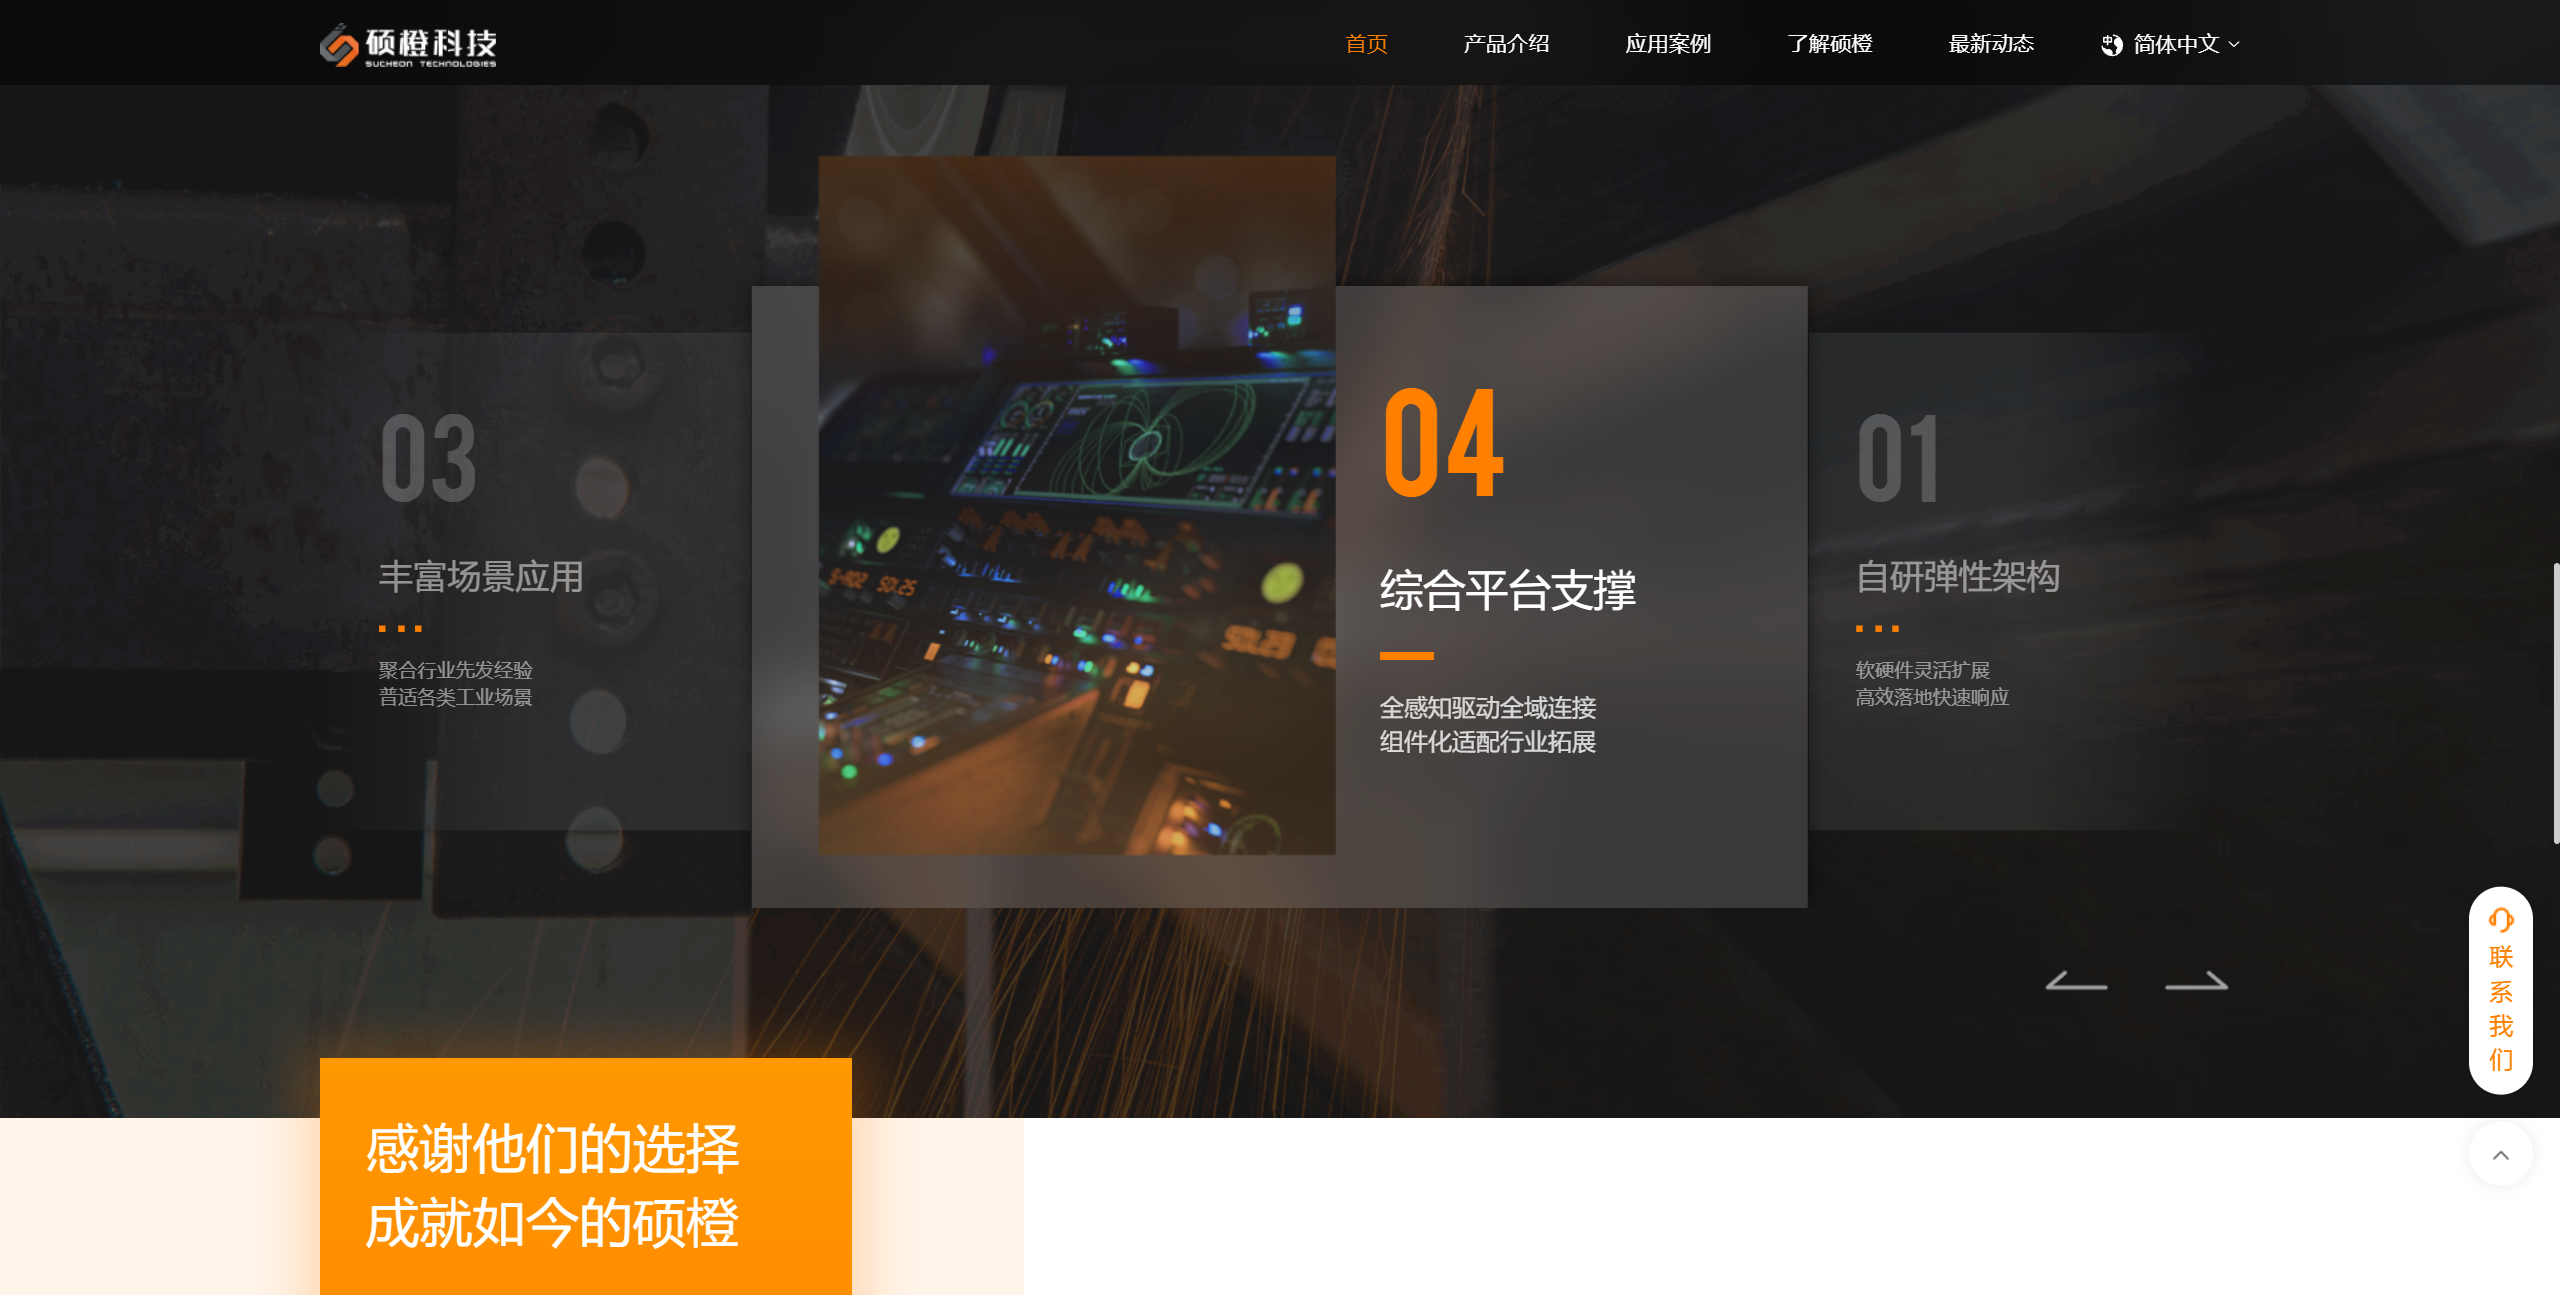 硕橙科技
SUCHEON TECHNOLOGIES
首页
产品介绍
应用案例
了解硕橙
最新动态
简体中文
03
丰富场景应用
聚合行业先发经验
普适各类工业场景
04
综合平台支撑
全感知驱动全域连接
组件化适配行业拓展
01
自研弹性架构
软硬件灵活扩展
高效落地快速响应
联
系
我
们
感谢他们的选择
成就如今的硕橙